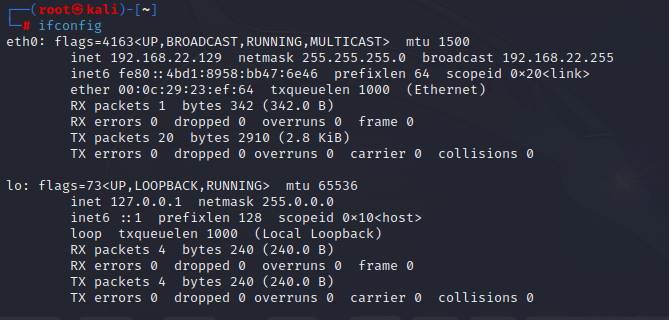 ┌──(root㉿kali)-[~]
└─# ifconfig
eth0: flags=4163<UP,BROADCAST,RUNNING,MULTICAST>  mtu 1500
        inet 192.168.22.129  netmask 255.255.255.0  broadcast 192.168.22.255
        inet6 fe80::4bd1:8958:bb47:6e46  prefixlen 64  scopeid 0×20<link>
        ether 00:0c:29:23:ef:64  txqueuelen 1000  (Ethernet)
        RX packets 1  bytes 342 (342.0 B)
        RX errors 0  dropped 0  overruns 0  frame 0
        TX packets 20  bytes 2910 (2.8 KiB)
        TX errors 0  dropped 0 overruns 0  carrier 0  collisions 0

lo: flags=73<UP,LOOPBACK,RUNNING>  mtu 65536
        inet 127.0.0.1  netmask 255.0.0.0
        inet6 ::1  prefixlen 128  scopeid 0×10<host>
        loop  txqueuelen 1000  (Local Loopback)
        RX packets 4  bytes 240 (240.0 B)
        RX errors 0  dropped 0  overruns 0  frame 0
        TX packets 4  bytes 240 (240.0 B)
        TX errors 0  dropped 0 overruns 0  carrier 0  collisions 0